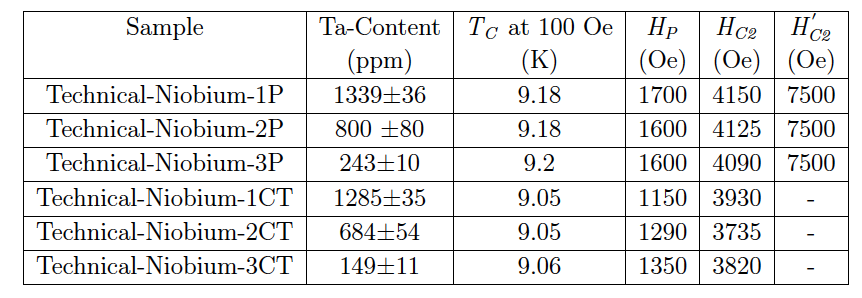 Sample Ta-Content T_C at 100 Oe H_P H_C2 H'_C2
(ppm) (K) (Oe) (Oe) (Oe)
Technical-Niobium-1P 1339±36 9.18 1700 4150 7500
Technical-Niobium-2P 800 ±80 9.18 1600 4125 7500
Technical-Niobium-3P 243±10 9.2 1600 4090 7500
Technical-Niobium-1CT 1285±35 9.05 1150 3930 -
Technical-Niobium-2CT 684±54 9.05 1290 3735 -
Technical-Niobium-3CT 149±11 9.06 1350 3820 -